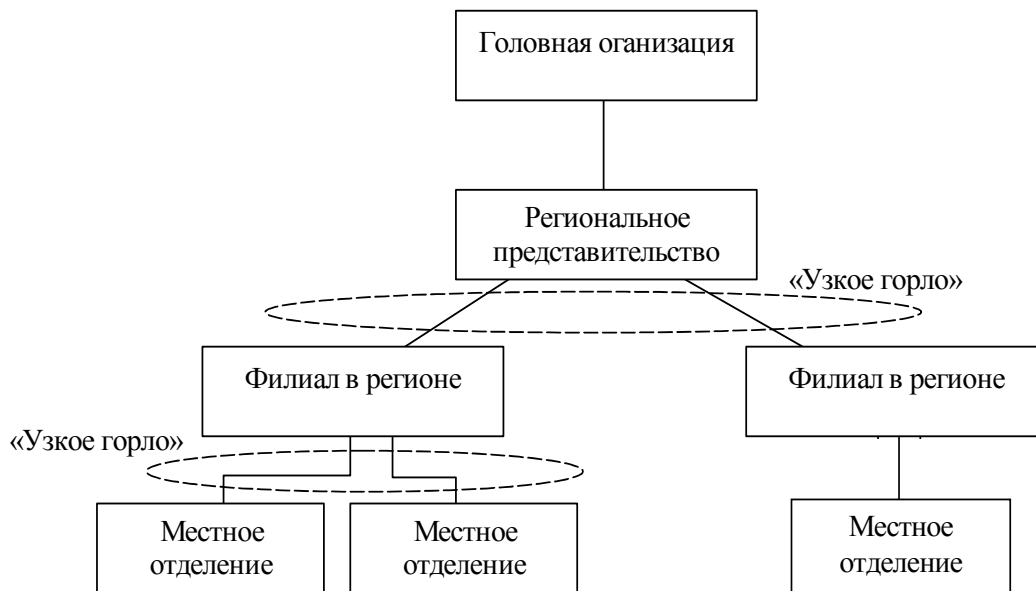 Головная оганизация
Региональное
представительство
«Узкое горло»
Филиал в регионе
Филиал в регионе
«Узкое горло»
Местное
отделение
Местное
отделение
Местное
отделение